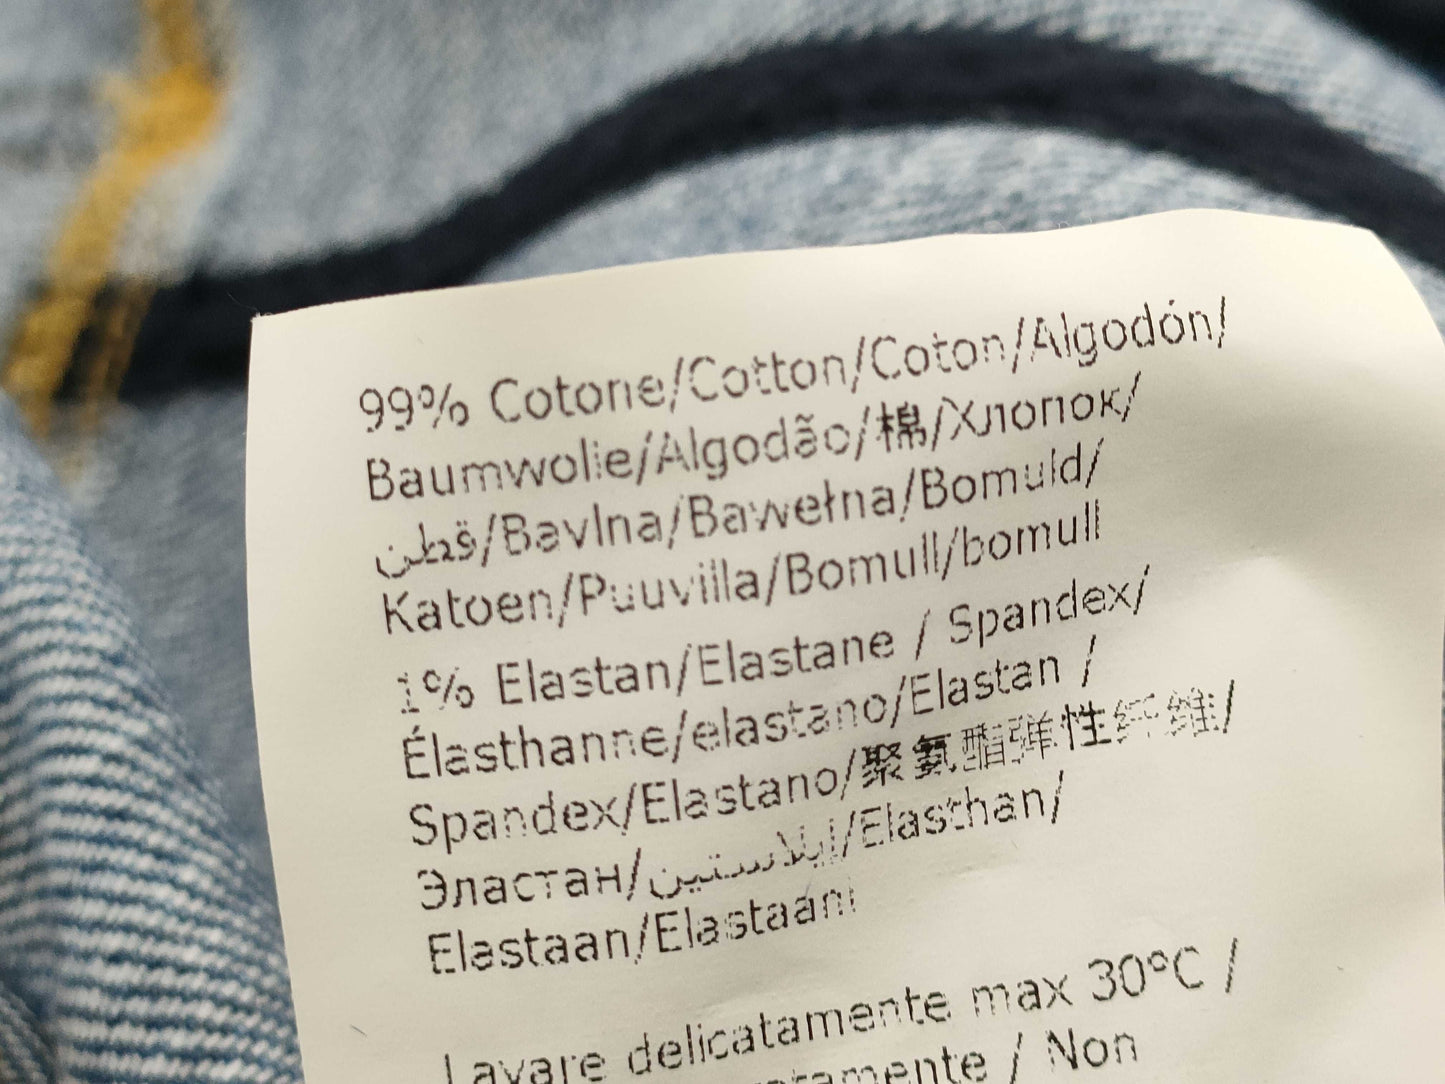 99% Cotone/Cotton/Coton/Algodón/
Baumwolle/Algodão/棉/Хлопок/
قطن/Bavlna/Bawełna/Bomuld/
Katoen/Puuvilla/Bomull/bomull
1% Elastan/Elastane / Spandex/
Élasthanne/elastano/Elastan /
Spandex/Elastano/聚氨酯弹性纤维/
Эластан/إيلاستين/Elasthan/
Elastaan/Elastaani
Lavare delicatamente max 30°C /
/ Non